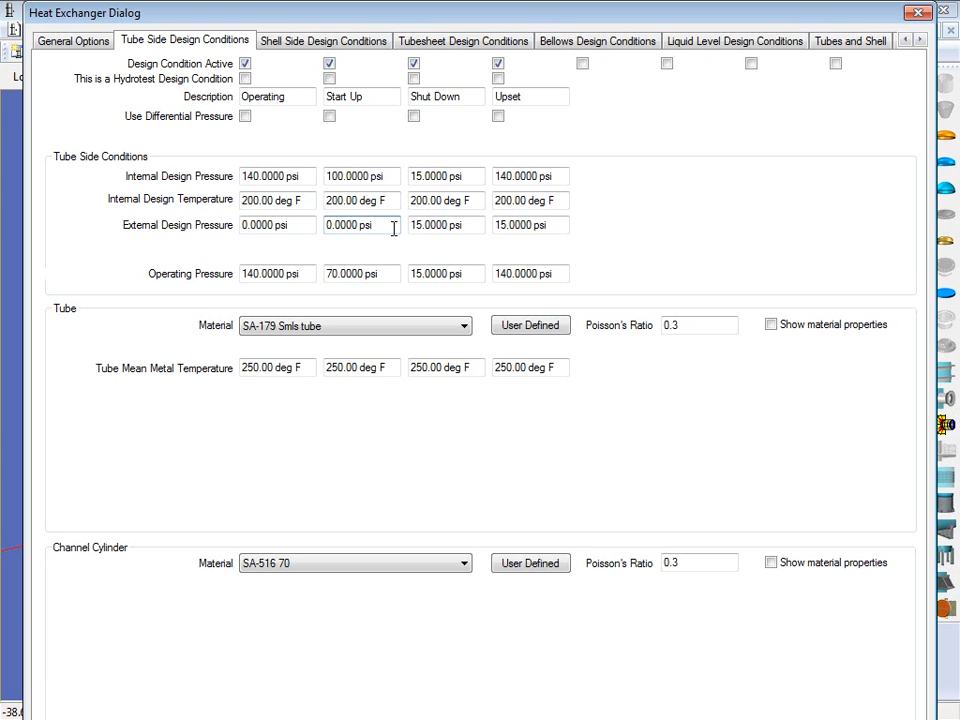 Heat Exchanger Dialog
General Options Tube Side Design Conditions Shell Side Design Conditions Tubesheet Design Conditions Bellows Design Conditions Liquid Level Design Conditions Tubes and Shell
Design Condition Active
This is a Hydrotest Design Condition
Description Operating Start Up Shut Down Upset
Use Differential Pressure
Tube Side Conditions
Internal Design Pressure 140.0000 psi 100.0000 psi 15.0000 psi 140.0000 psi
Internal Design Temperature 200.00 deg F 200.00 deg F 200.00 deg F 200.00 deg F
External Design Pressure 0.0000 psi 0.0000 psi 15.0000 psi 15.0000 psi
Operating Pressure 140.0000 psi 70.0000 psi 15.0000 psi 140.0000 psi
Tube
Material SA-179 Smls tube User Defined Poisson's Ratio 0.3 Show material properties
Tube Mean Metal Temperature 250.00 deg F 250.00 deg F 250.00 deg F 250.00 deg F
Channel Cylinder
Material SA-516 70 User Defined Poisson's Ratio 0.3 Show material properties